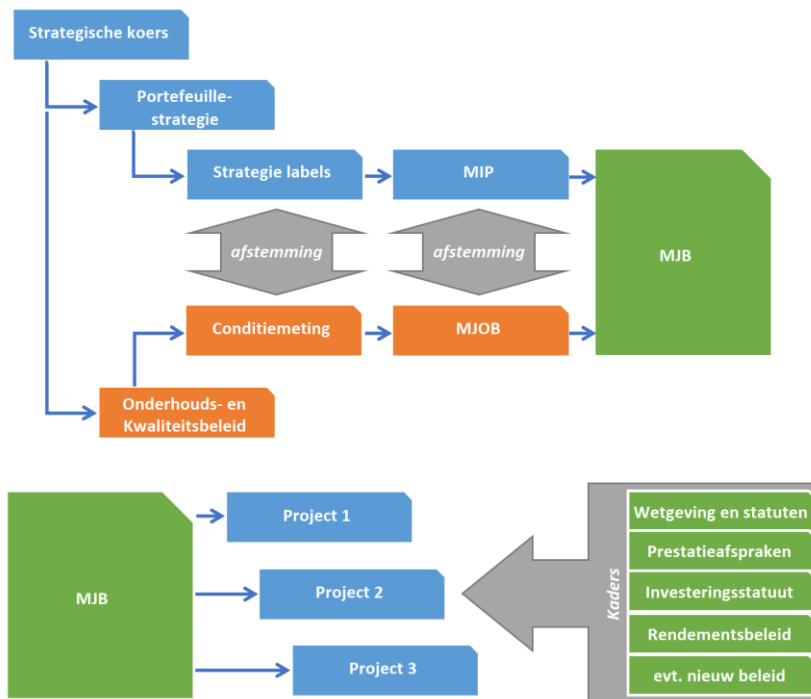 Strategische koers
Portefeuille-
strategie
Strategie labels
MIP
MJB
afstemming
afstemming
Conditiemeting
MJOB
Onderhouds- en
Kwaliteitsbeleid
MJB
Project 1
Project 2
Project 3
Kaders
Wetgeving en statuten
Prestatieafspraken
Investeringsstatuut
Rendementsbeleid
evt. nieuw beleid